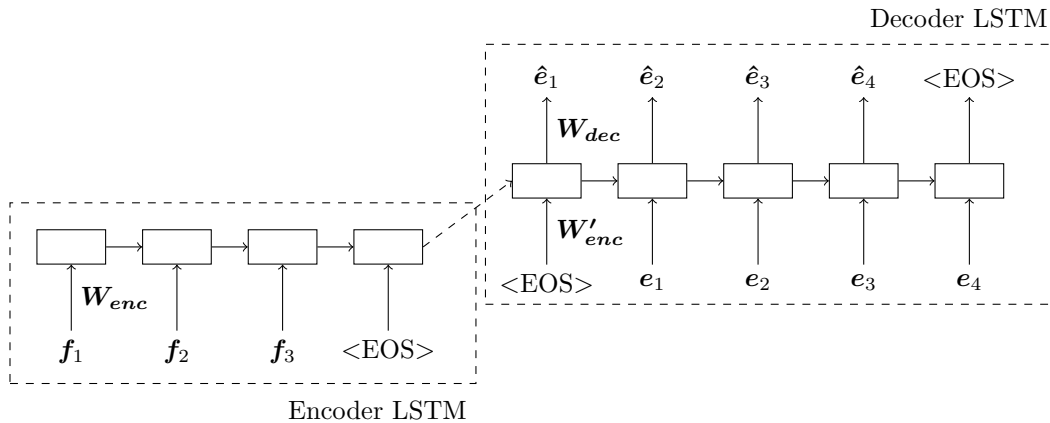 Decoder LSTM
ê₁ ê₂ ê₃ ê₄ <EOS>
W_dec
W′_enc
<EOS> e₁ e₂ e₃ e₄
W_enc
f₁ f₂ f₃ <EOS>
Encoder LSTM